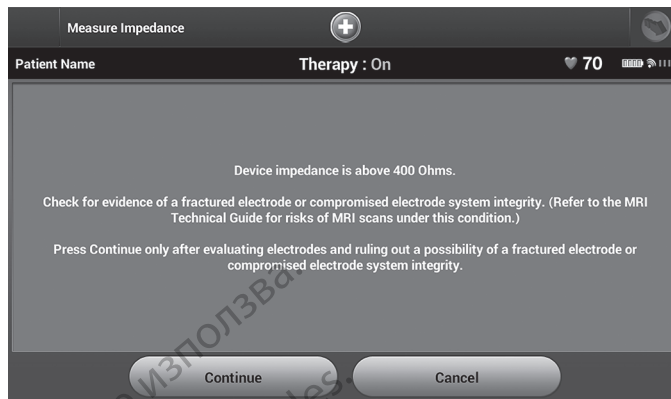 Measure Impedance
Patient Name Therapy : On 70
Device impedance is above 400 Ohms.
Check for evidence of a fractured electrode or compromised electrode system integrity. (Refer to the MRI
Technical Guide for risks of MRI scans under this condition.)
Press Continue only after evaluating electrodes and ruling out a possibility of a fractured electrode or
compromised electrode system integrity.
използва.
Continue Cancel